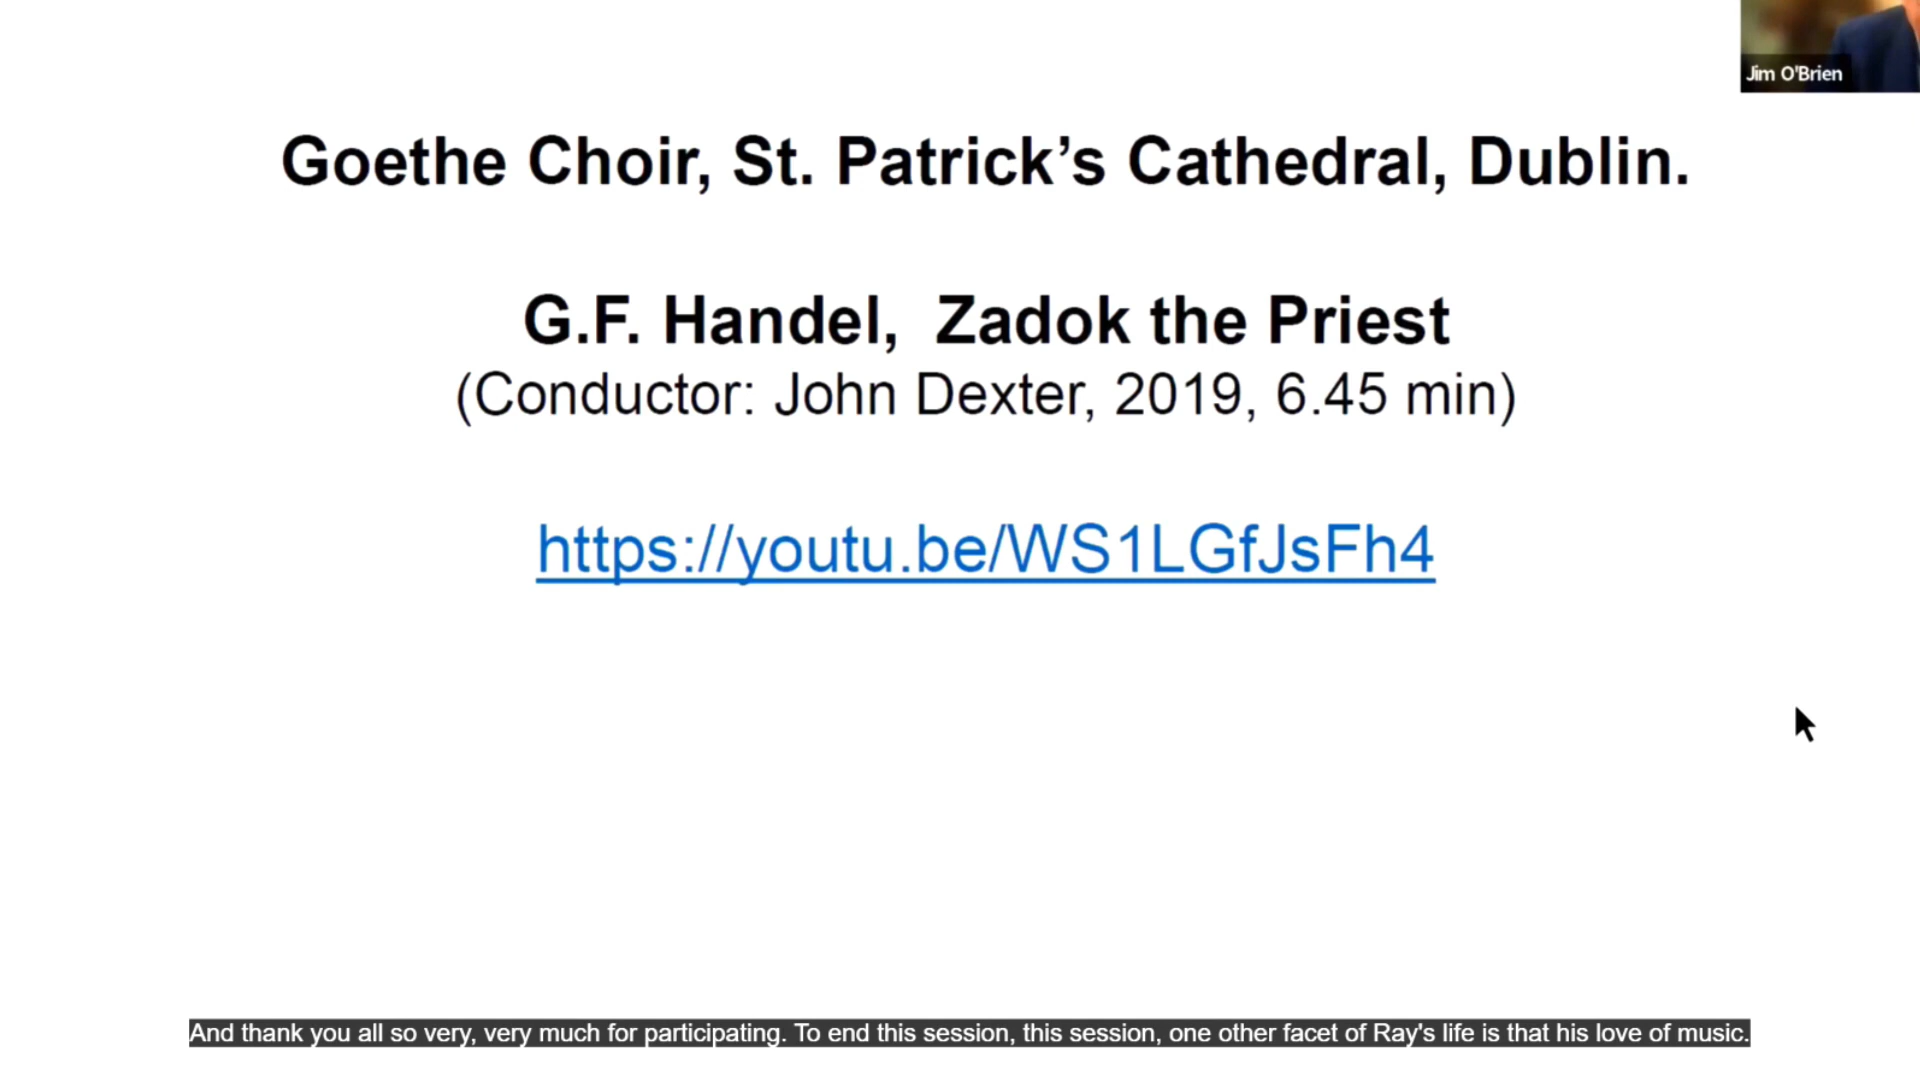 Jim O'Brien
Goethe Choir, St. Patrick’s Cathedral, Dublin.
G.F. Handel,  Zadok the Priest
(Conductor: John Dexter, 2019, 6.45 min)
https://youtu.be/WS1LGfJsFh4
And thank you all so very, very much for participating. To end this session, this session, one other facet of Ray's life is that his love of music.